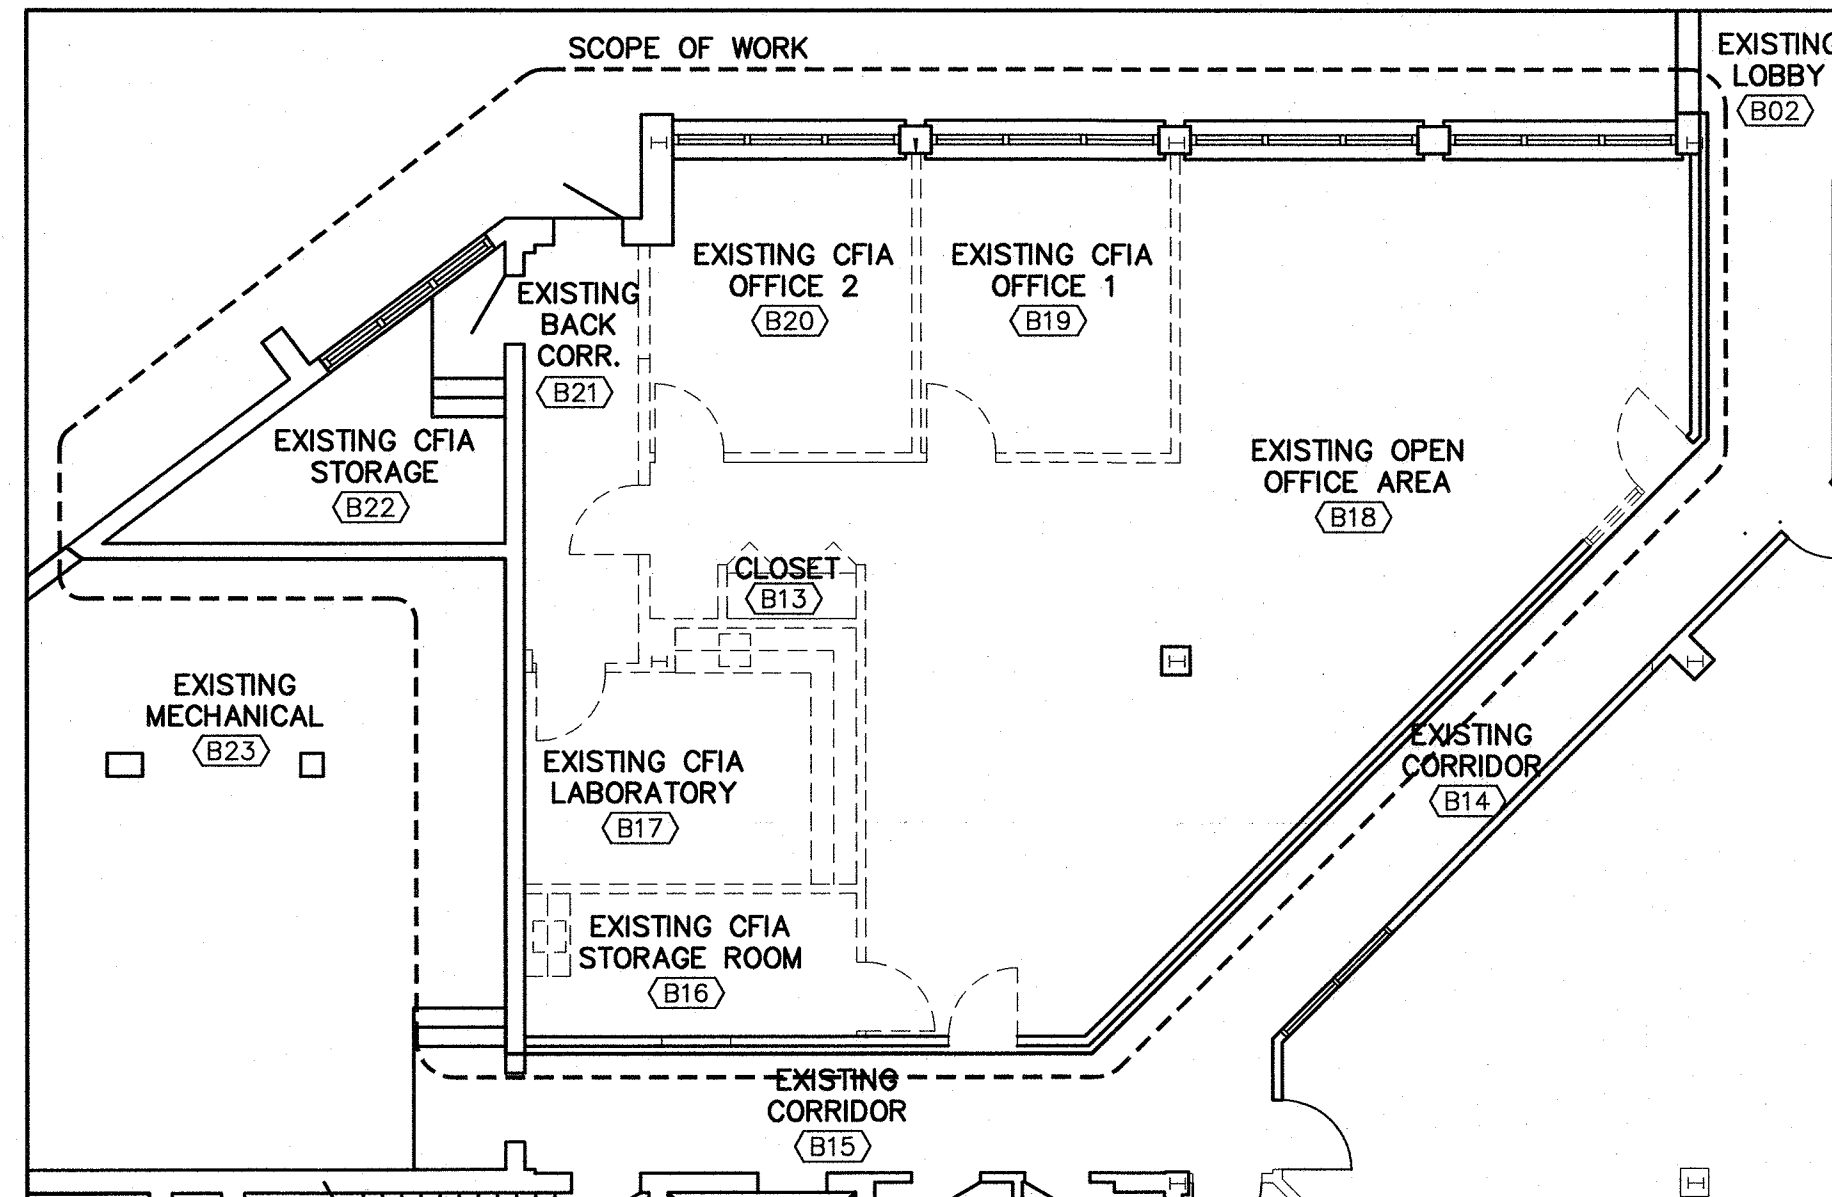 SCOPE OF WORK
EXISTING
LOBBY
B02
EXISTING CFIA
OFFICE 2
B20
EXISTING CFIA
OFFICE 1
B19
EXISTING
BACK
CORR.
B21
EXISTING CFIA
STORAGE
B22
EXISTING OPEN
OFFICE AREA
B18
CLOSET
B13
EXISTING
MECHANICAL
B23
EXISTING CFIA
LABORATORY
B17
EXISTING
CORRIDOR
B14
EXISTING CFIA
STORAGE ROOM
B16
EXISTING
CORRIDOR
B15